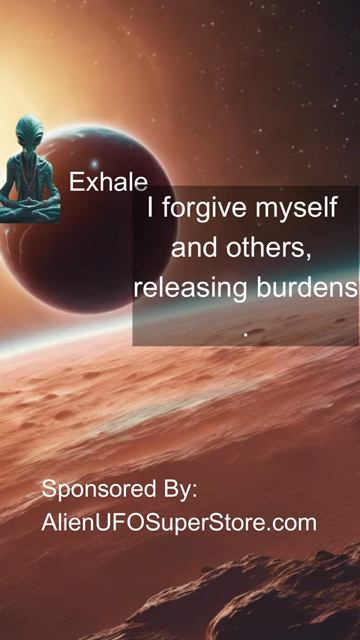 Exhale
I forgive myself
and others,
releasing burdens
.
Sponsored By:
AlienUFOSuperStore.com